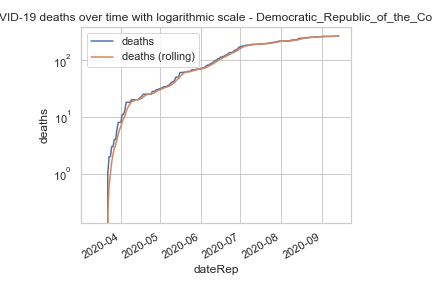 VID-19 deaths over time with logarithmic scale - Democratic_Republic_of_the_Co
deaths
deaths (rolling)
10²
10¹
10⁰
deaths
2020-04
2020-05
2020-06
2020-07
2020-08
2020-09
dateRep